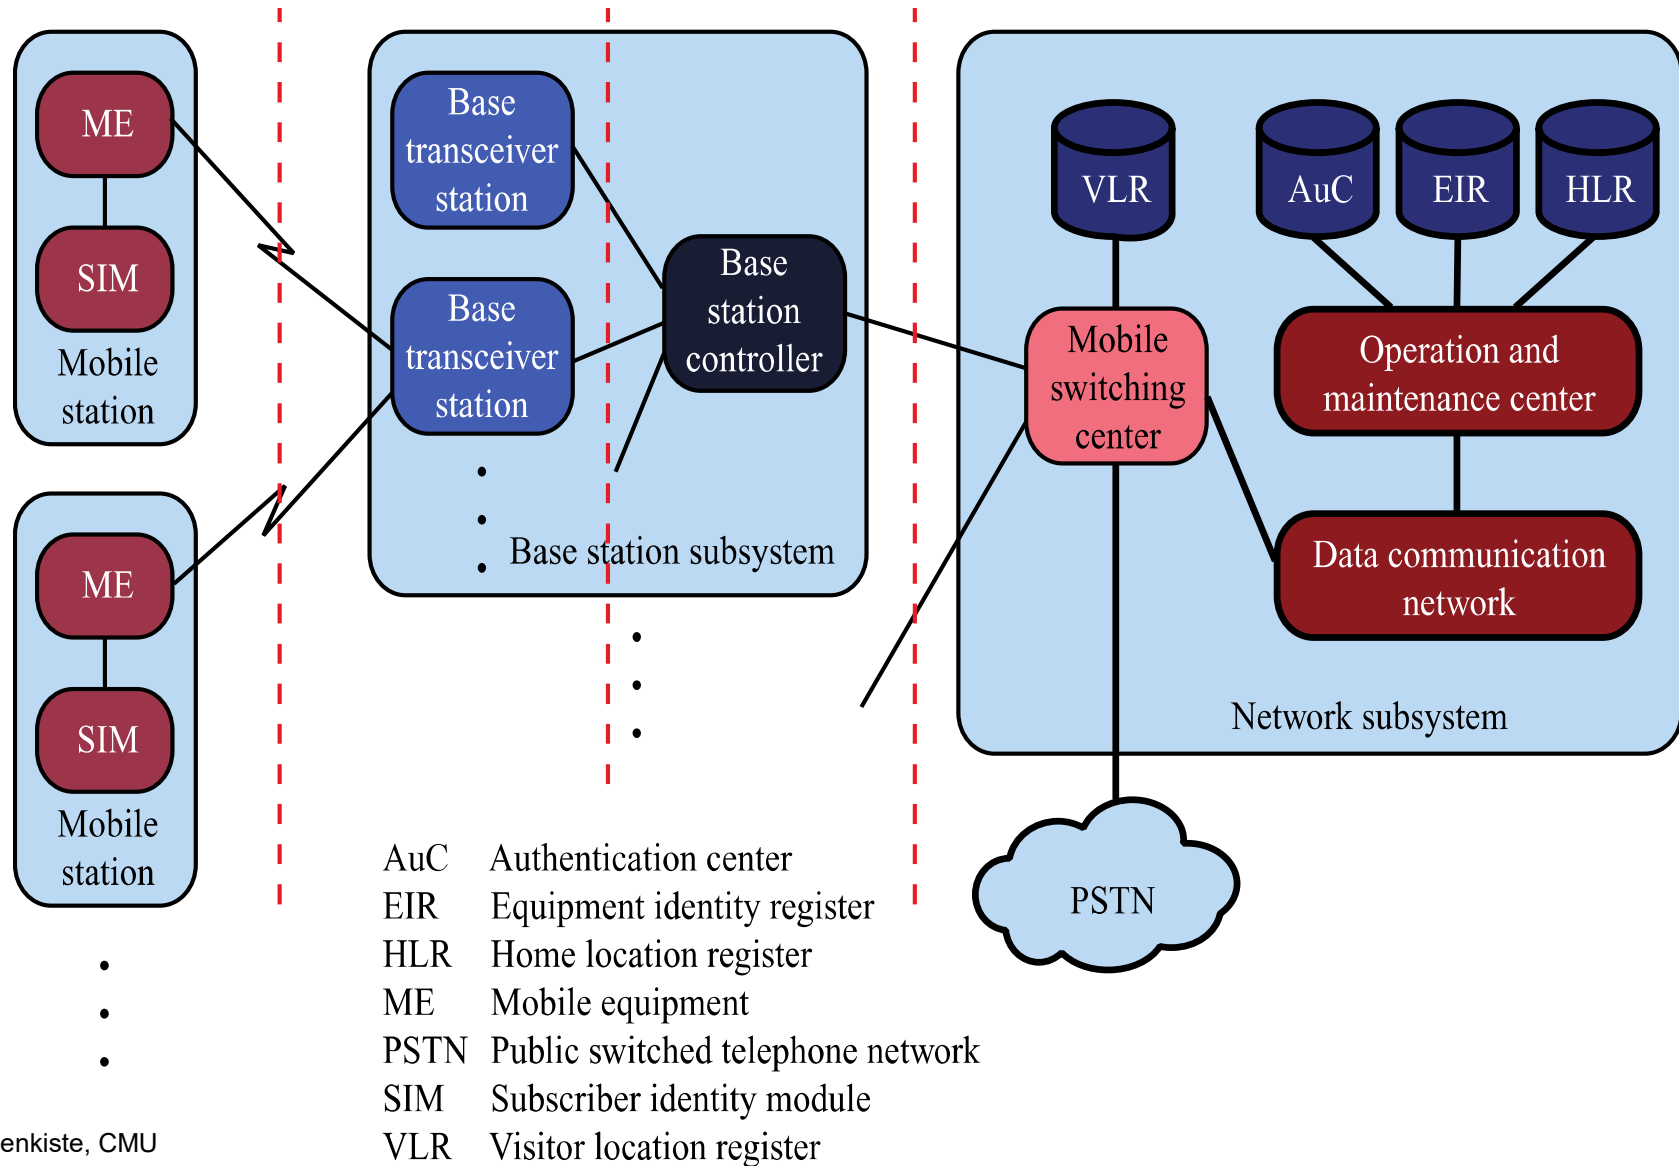 ME
SIM
Mobile
station
ME
SIM
Mobile
station
Base
transceiver
station
Base
transceiver
station
Base
station
controller
Base station subsystem
VLR
AuC
EIR
HLR
Mobile
switching
center
Operation and
maintenance center
Data communication
network
Network subsystem
PSTN
AuC Authentication center
EIR Equipment identity register
HLR Home location register
ME Mobile equipment
PSTN Public switched telephone network
SIM Subscriber identity module
VLR Visitor location register
enkiste, CMU